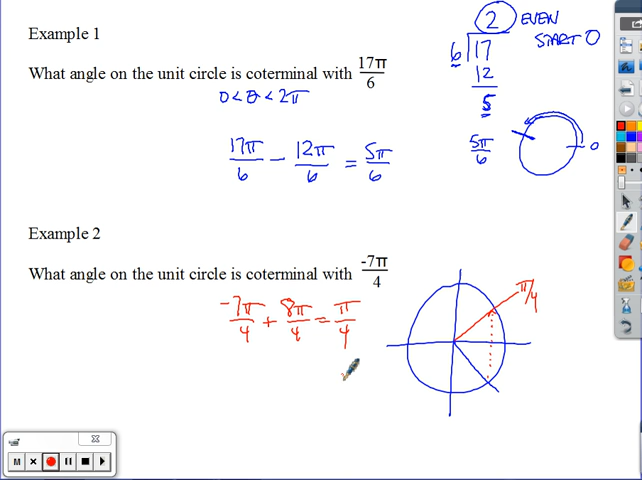 Example 1
What angle on the unit circle is coterminal with 17π/6
0 < θ < 2π
17π/6 - 12π/6 = 5π/6
2 EVEN
START 0
6 17
12
5
5π/6
0
Example 2
What angle on the unit circle is coterminal with -7π/4
-7π/4 + 8π/4 = π/4
π/4
M